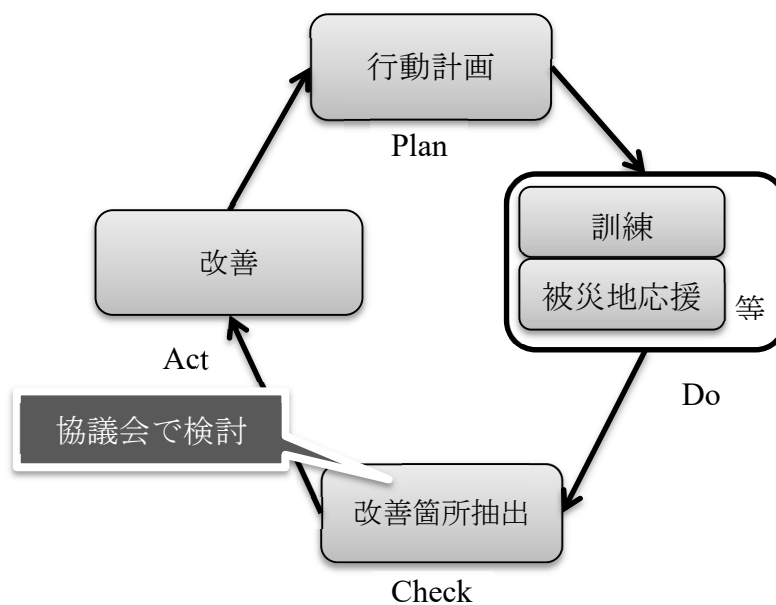 行動計画
Plan
訓練
被災地応援
等
Do
改善
Act
協議会で検討
改善箇所抽出
Check